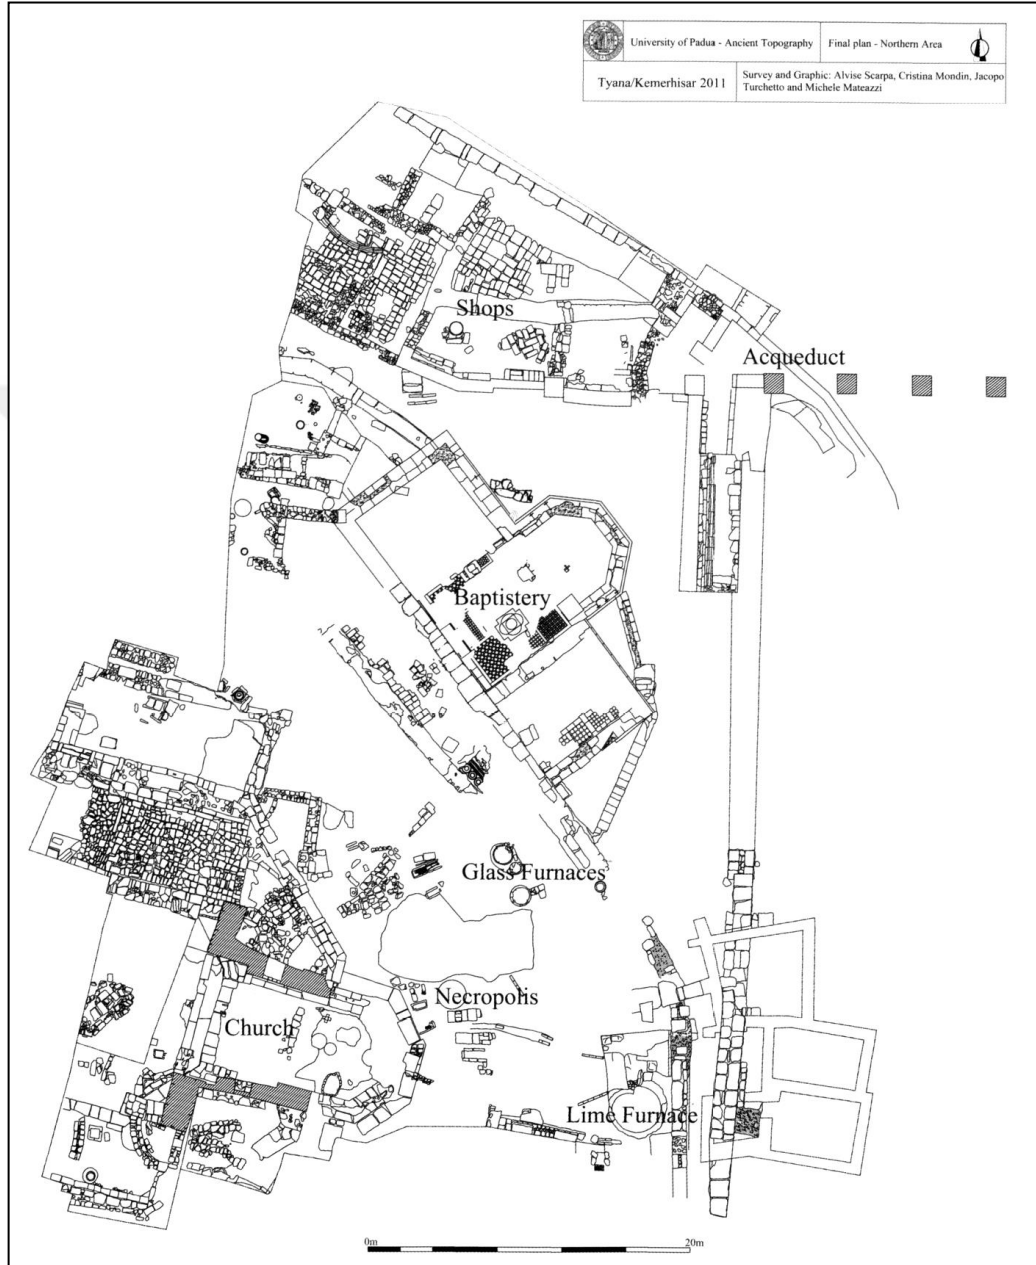 University of Padua - Ancient Topography
Final plan - Northern Area
Tyana/Kemerhisar 2011
Survey and Graphic: Alvise Scarpa, Cristina Mondin, Jacopo
Turchetto and Michele Mateazzi
Shops
Acqueduct
Baptistery
Glass Furnaces
Necropolis
Church
Lime Furnace
0m
20m